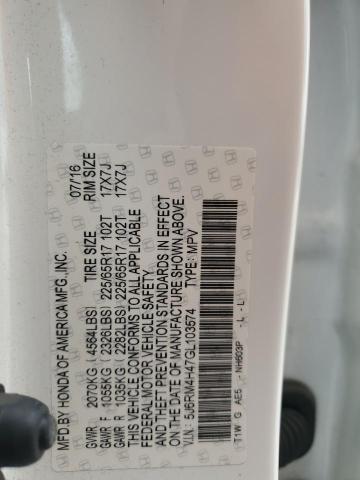 MFD. BY HONDA OF AMERICA MFG., INC. 07/16
GVWR 2070KG (4564LBS) TIRE SIZE RIM SIZE
GAWR F 1055KG (2326LBS) 225/65R17 102T 17X7J
GAWR R 1035KG (2282LBS) 225/65R17 102T 17X7J
THIS VEHICLE CONFORMS TO ALL APPLICABLE
FEDERAL MOTOR VEHICLE SAFETY
AND THEFT PREVENTION STANDARDS IN EFFECT
ON THE DATE OF MANUFACTURE SHOWN ABOVE.
V.I.N.: 5J6RM4H47GL103574 TYPE: MPV
T1W G AE5 NH603P - L - L